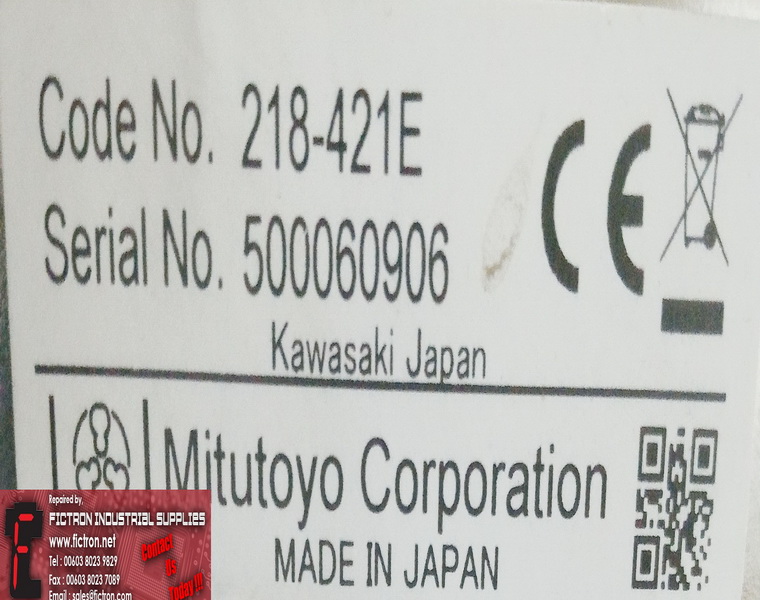 Code No. 218-421E
Serial No. 500060906
Kawasaki Japan
CE
Mitutoyo Corporation
MADE IN JAPAN
Repaired by,
FICTRON INDUSTRIAL SUPPLIES
www.fictron.net
Tel : 00603 8023 9829
Fax : 00603 8023 7089
Email : sales@fictron.com
Contact
Us
Today !!!